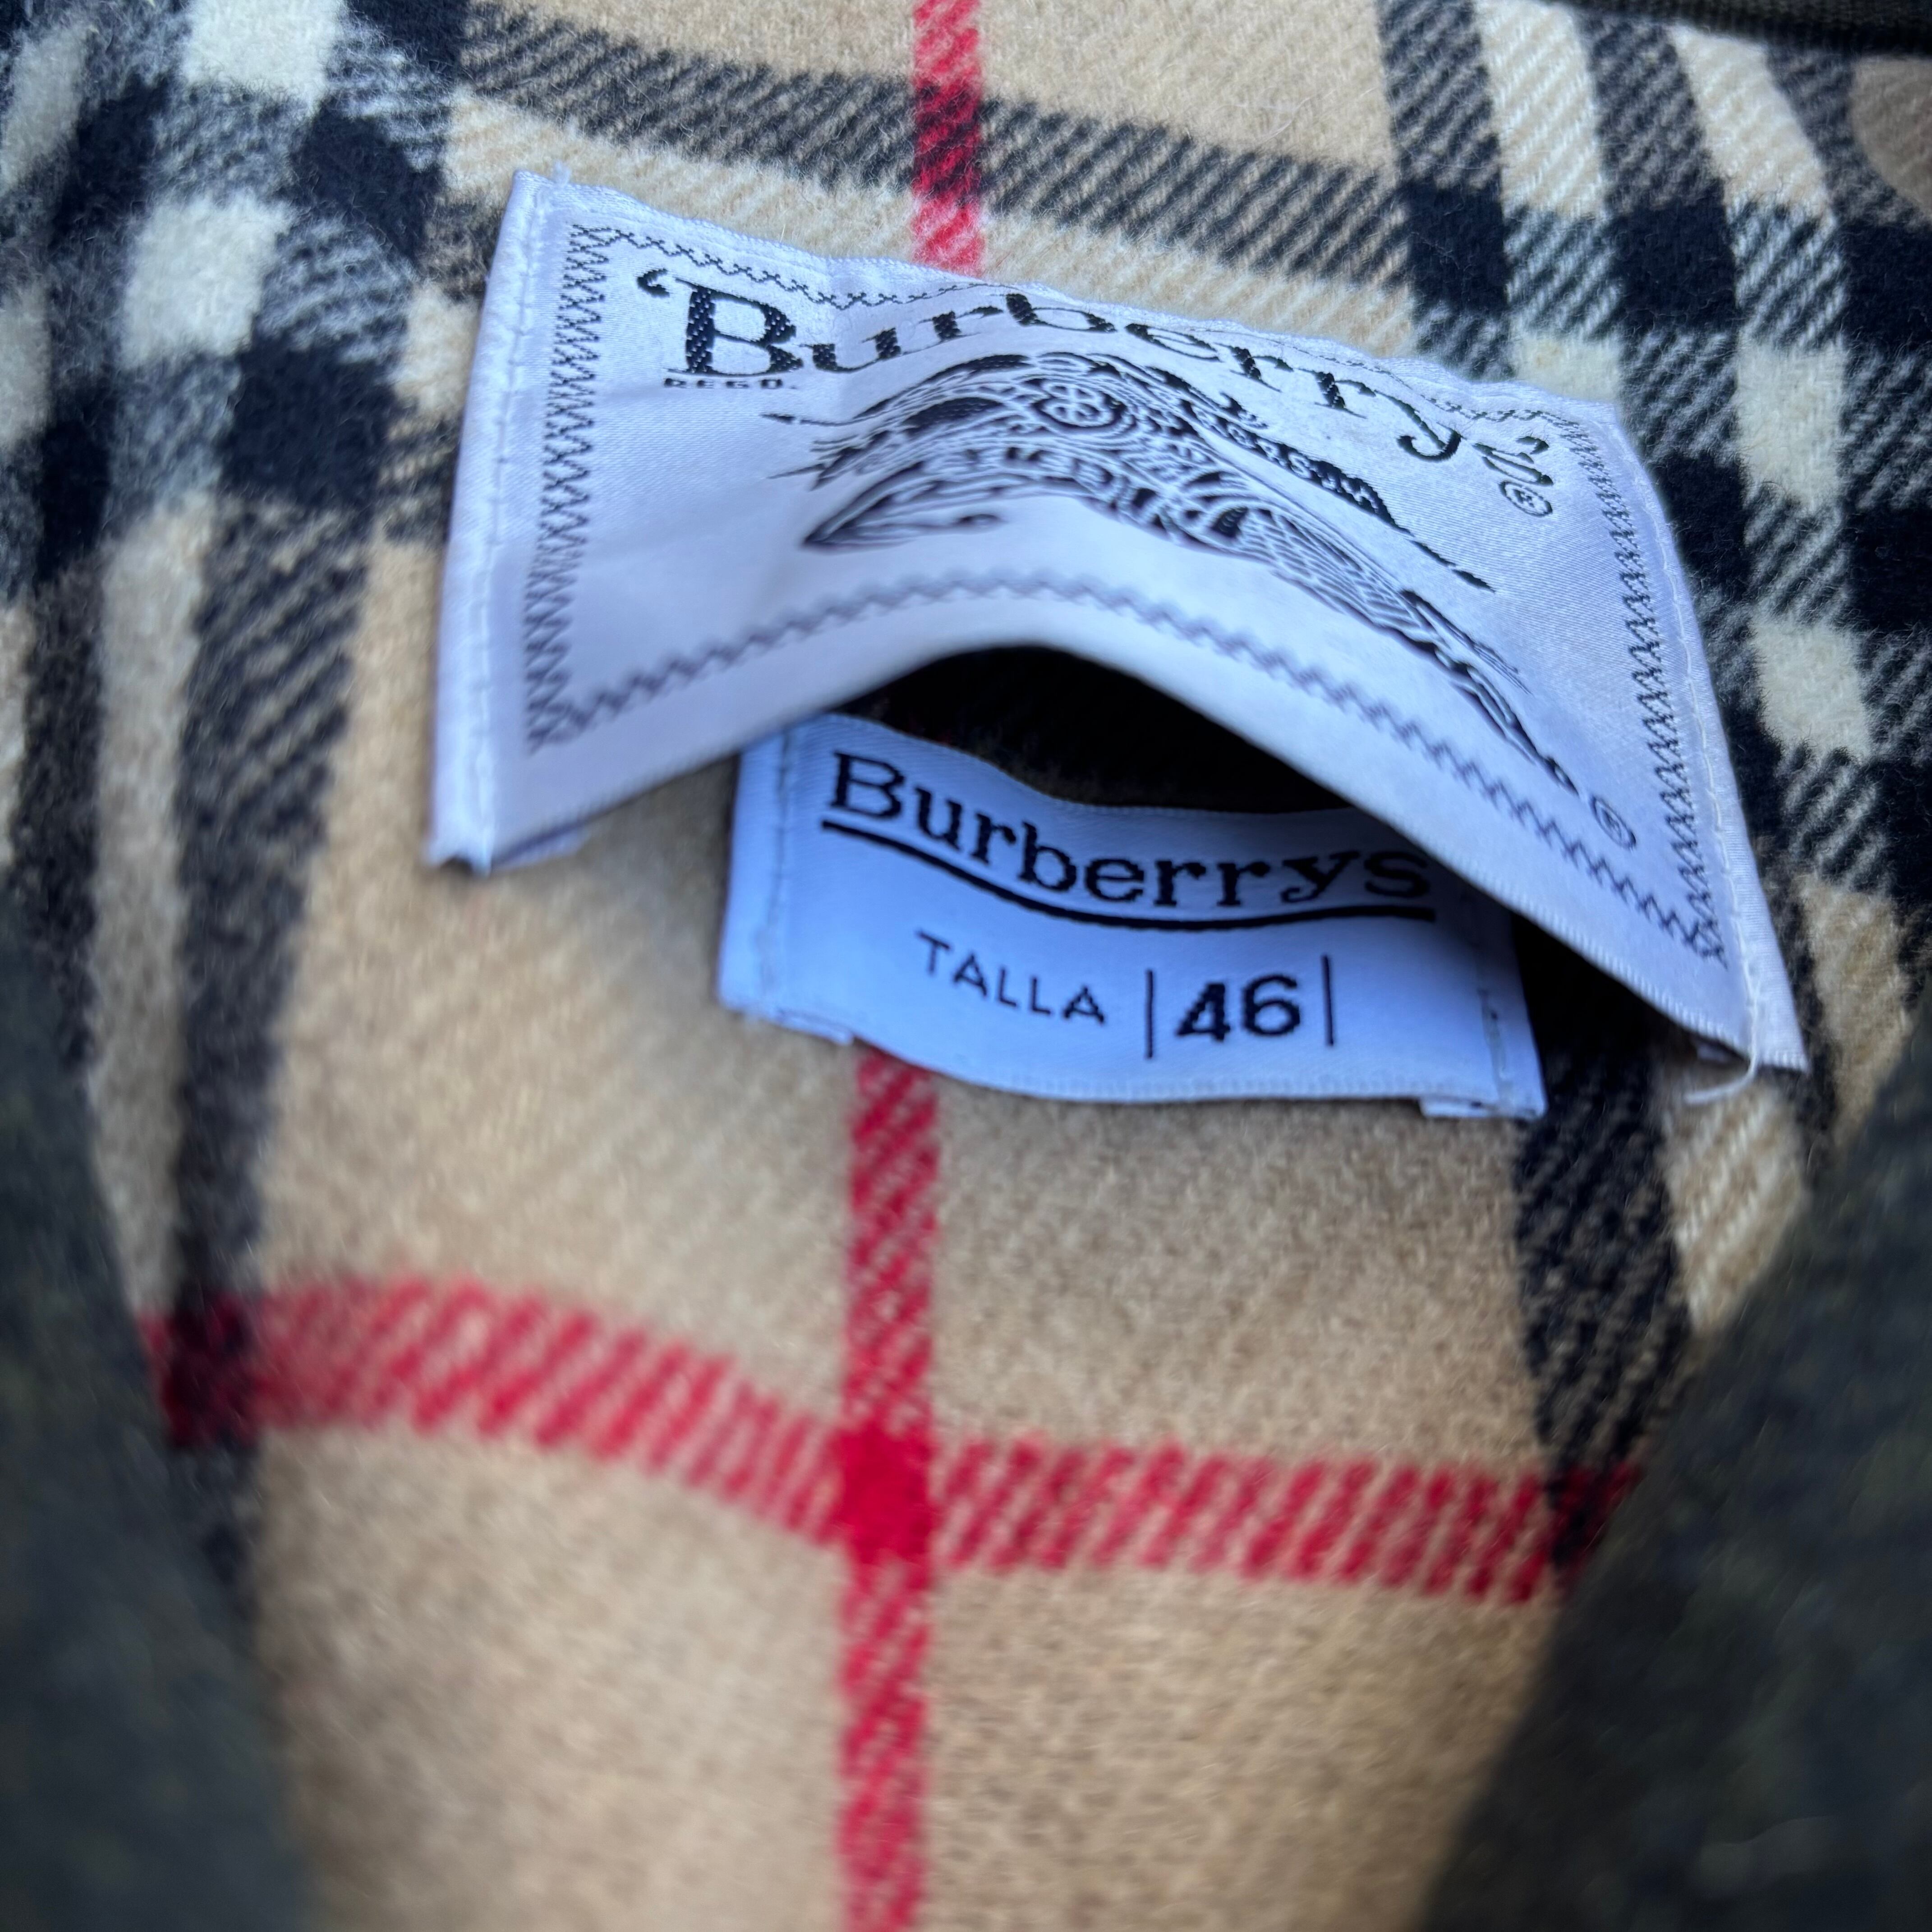 'Burberrys'®
REGD.
Burberrys
TALLA |46|